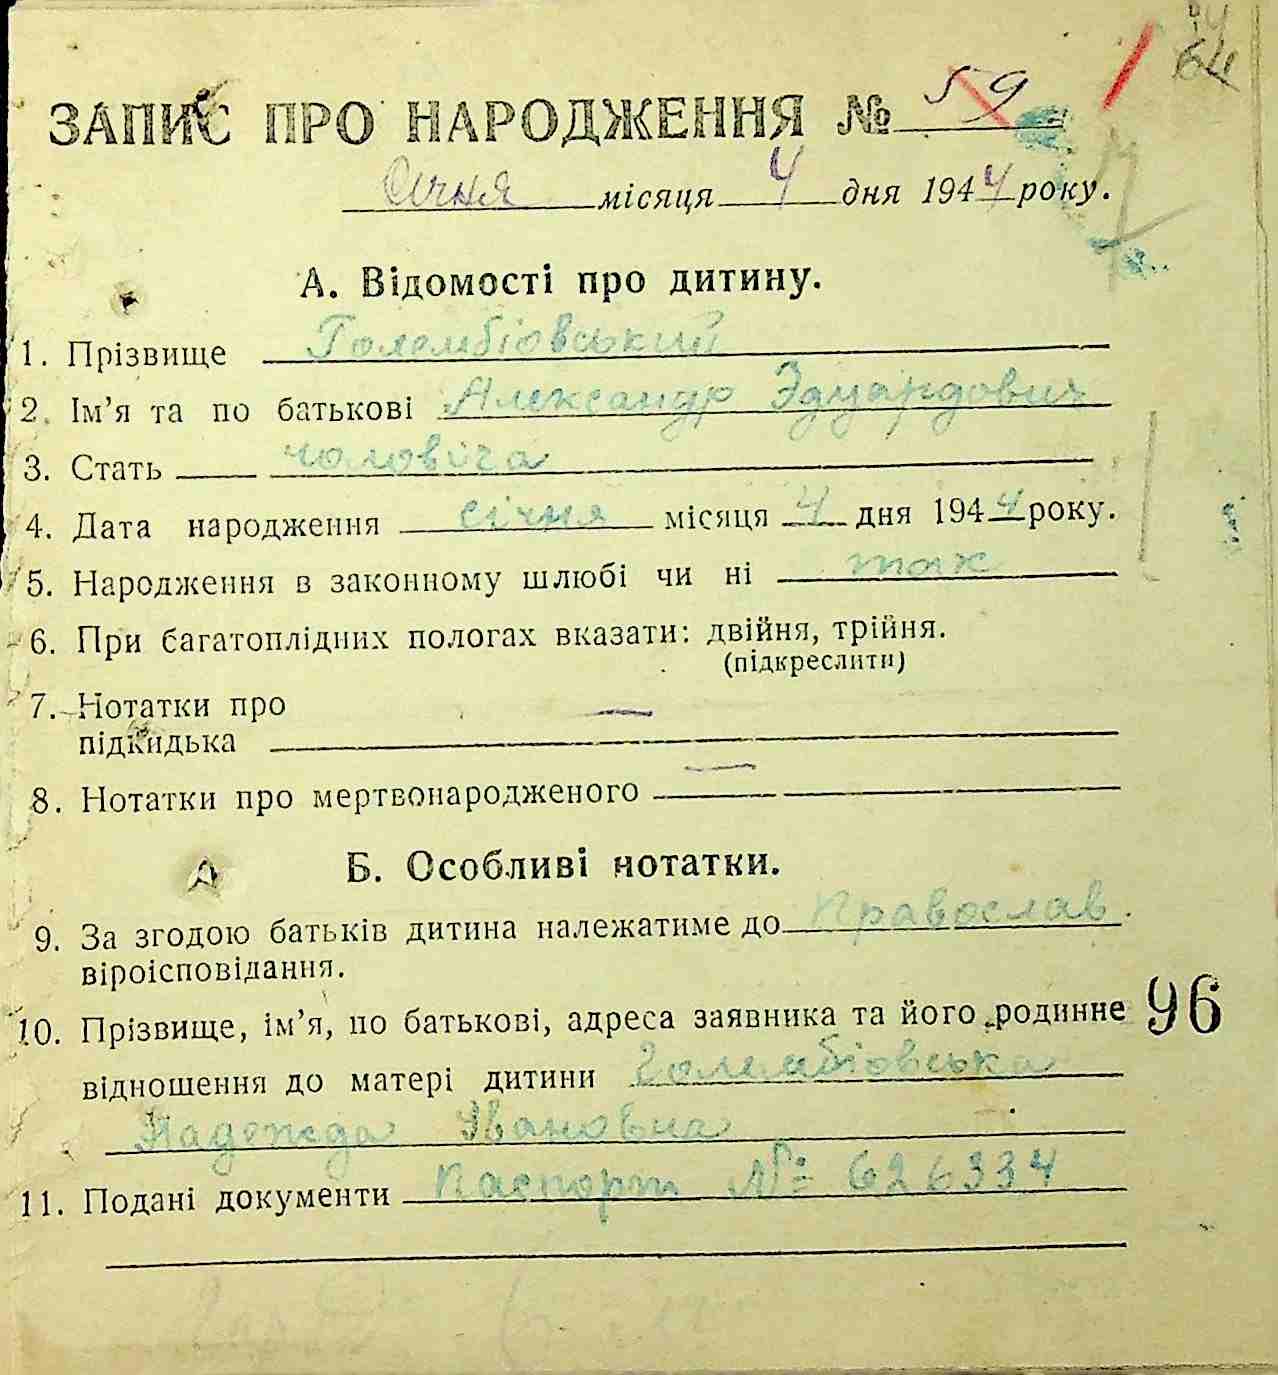 64
ЗАПИС ПРО НАРОДЖЕННЯ № 59
Січня місяця 4 дня 1944 року.
А. Відомості про дитину.
1. Прізвище Голембіовський
2. Ім’я та по батькові Александр Эдуардович
3. Стать чоловіча
4. Дата народження січня місяця 4 дня 1944 року.
5. Народження в законному шлюбі чи ні так
6. При багатоплідних пологах вказати: двійня, трійня.
(підкреслити)
7. Нотатки про
підкидька —
8. Нотатки про мертвонародженого —
Б. Особливі нотатки.
9. За згодою батьків дитина належатиме до Православ.
віроісповідання.
10. Прізвище, ім’я, по батькові, адреса заявника та його родинне
96
відношення до матері дитини Голембіовська
Надежда Івановна
11. Подані документи Паспорт № 626334